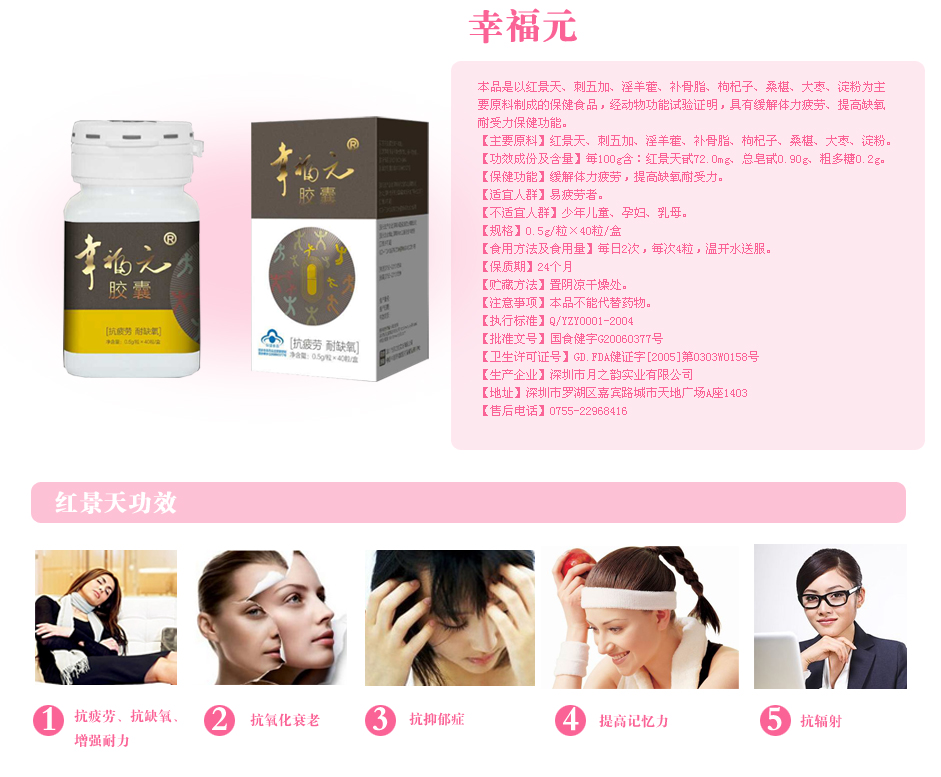 幸福元
本品是以红景天、刺五加、淫羊藿、补骨脂、枸杞子、桑椹、大枣、淀粉为主
要原料制成的保健食品，经动物功能试验证明，具有缓解体力疲劳、提高缺氧
耐受力保健功能。
【主要原料】红景天、刺五加、淫羊藿、补骨脂、枸杞子、桑椹、大枣、淀粉。
【功效成份及含量】每100g含：红景天甙72.0mg、总皂甙0.90g、粗多糖0.2g。
【保健功能】缓解体力疲劳，提高缺氧耐受力。
【适宜人群】易疲劳者。
【不适宜人群】少年儿童、孕妇、乳母。
【规格】0.5g/粒×40粒/盒
【食用方法及食用量】每日2次，每次4粒，温开水送服。
【保质期】24个月
【贮藏方法】置阴凉干燥处。
【注意事项】本品不能代替药物。
【执行标准】Q/YZY0001-2004
【批准文号】国食健字G20060377号
【卫生许可证号】GD.FDA健证字[2005]第0303W0158号
【生产企业】深圳市月之韵实业有限公司
【地址】深圳市罗湖区嘉宾路城市天地广场A座1403
【售后电话】0755-22968416
幸福元®
胶囊
[抗疲劳 耐缺氧]
净含量：0.5g/粒×40粒/盒
幸福元
胶囊
[抗疲劳 耐缺氧]
净含量：0.5g/粒×40粒/盒
红景天功效
1 抗疲劳、抗缺氧、
增强耐力
2 抗氧化衰老
3 抗抑郁症
4 提高记忆力
5 抗辐射